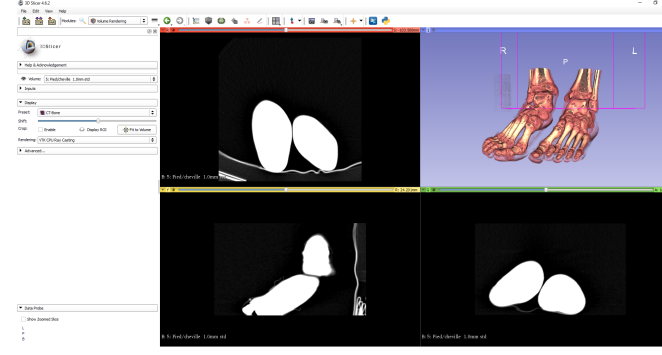 3D Slicer 4.8.2
File Edit View Help
Modules: Volume Rendering
3DSlicer
Help & Acknowledgement
Volume: 5: Pied/cheville 1.0mm std
Inputs
Display
Preset: CT-Bone
Shift:
Crop: Enable Display ROI Fit to Volume
Rendering: VTK CPU Ray Casting
Advanced...
Data Probe
Show Zoomed Slice
L
F
B
B: 5: Pied/cheville 1.0mm std
R P L
B: 5: Pied/cheville 1.0mm std
B: 5: Pied/cheville 1.0mm std